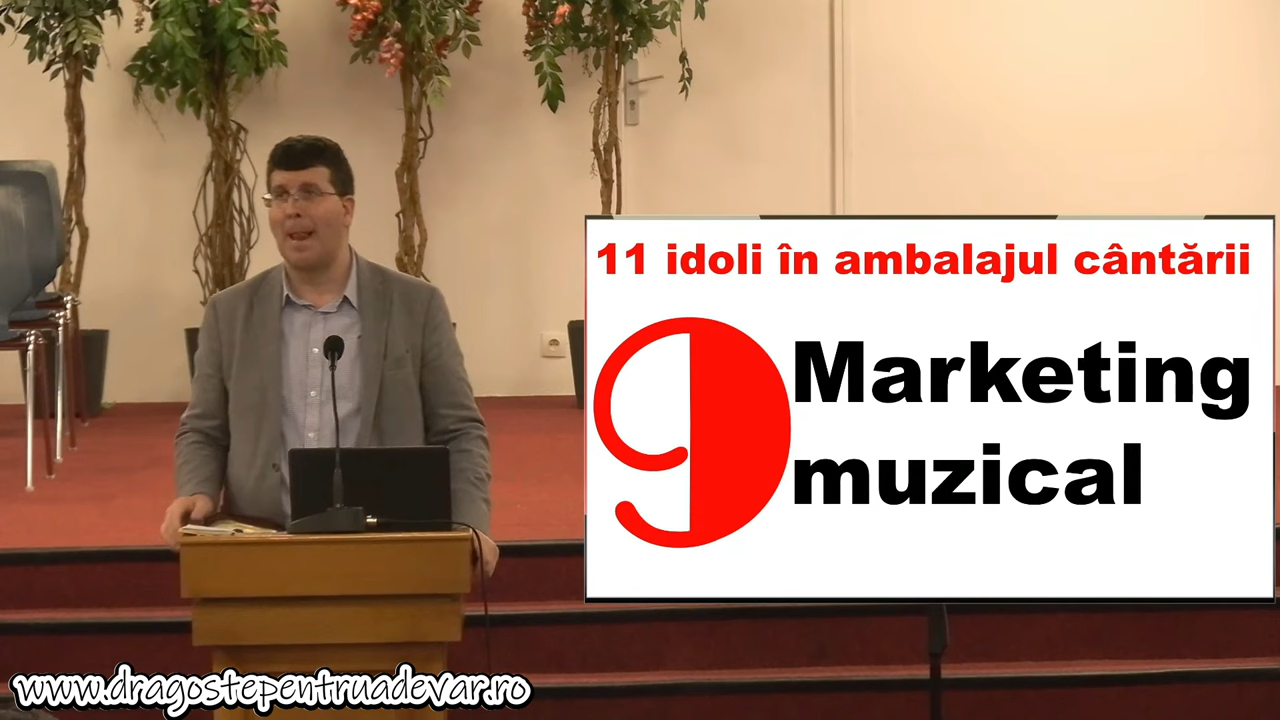 11 idoli în ambalajul cântării
9
Marketing
muzical
www.dragostepentruadevar.ro